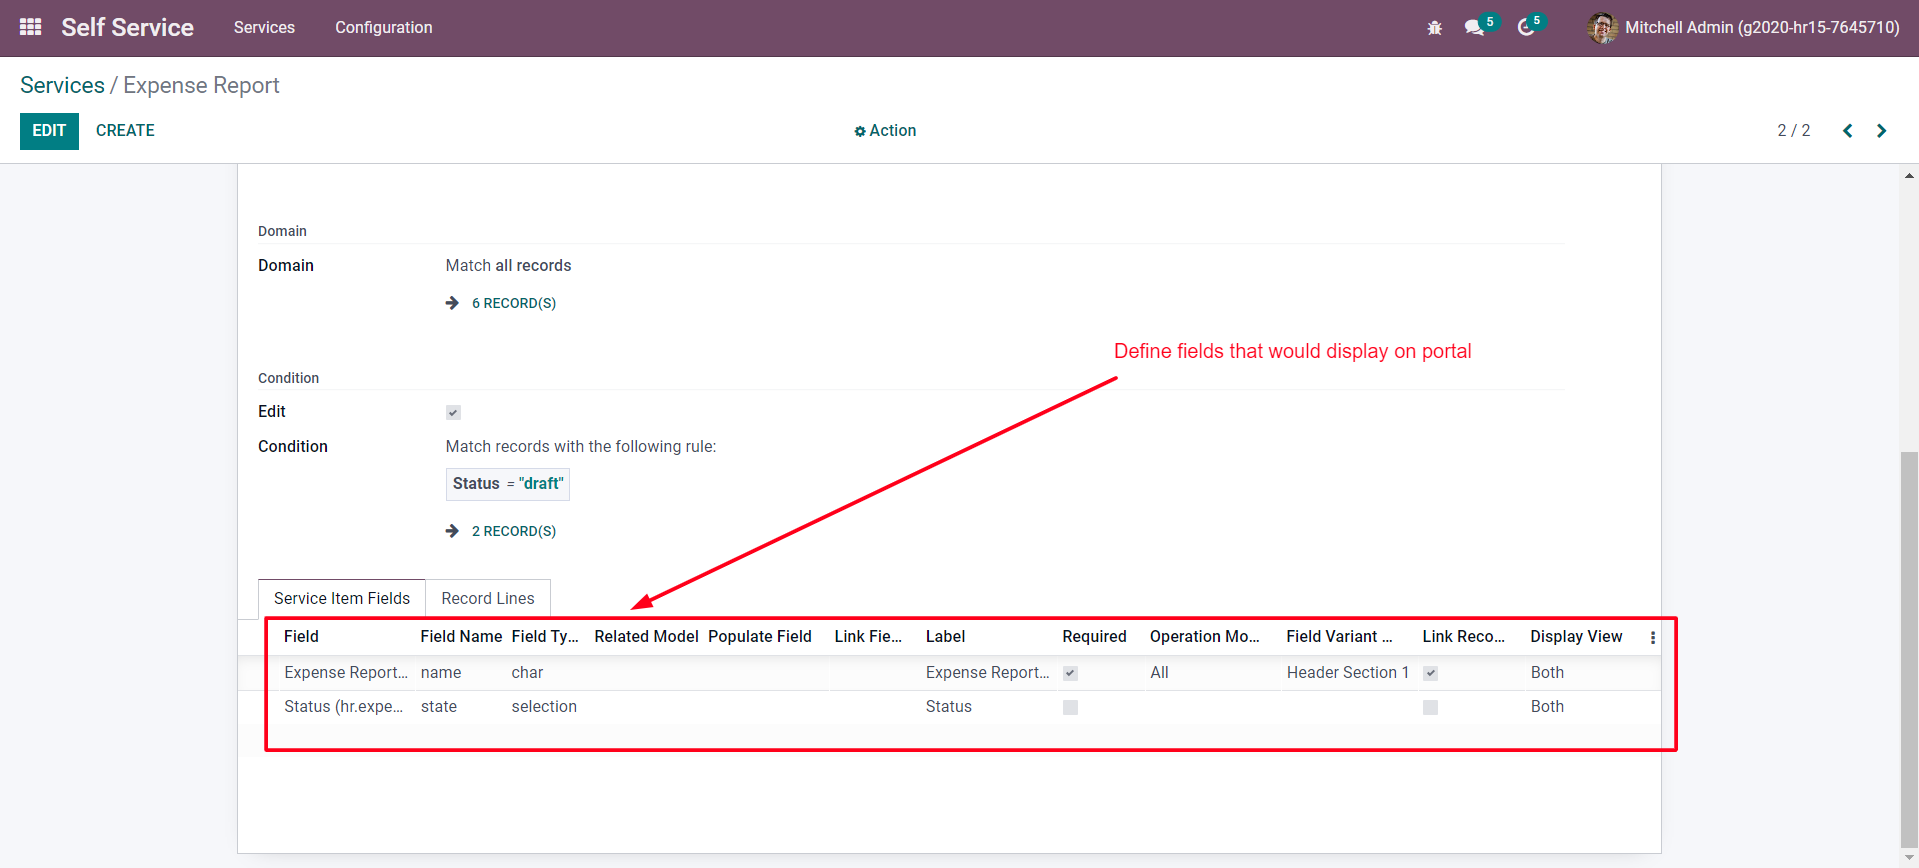 Self Service Services Configuration 5 5 Mitchell Admin (g2020-hr15-7645710)
Services / Expense Report
EDIT CREATE Action 2 / 2
Domain
Domain Match all records
6 RECORD(S)
Define fields that would display on portal
Condition
Edit
Condition Match records with the following rule:
Status = "draft"
2 RECORD(S)
Service Item Fields Record Lines
Field Field Name Field Ty... Related Model Populate Field Link Fie... Label Required Operation Mo... Field Variant ... Link Reco... Display View
Expense Report... name char Expense Report... All Header Section 1 Both
Status (hr.expe... state selection Status Both